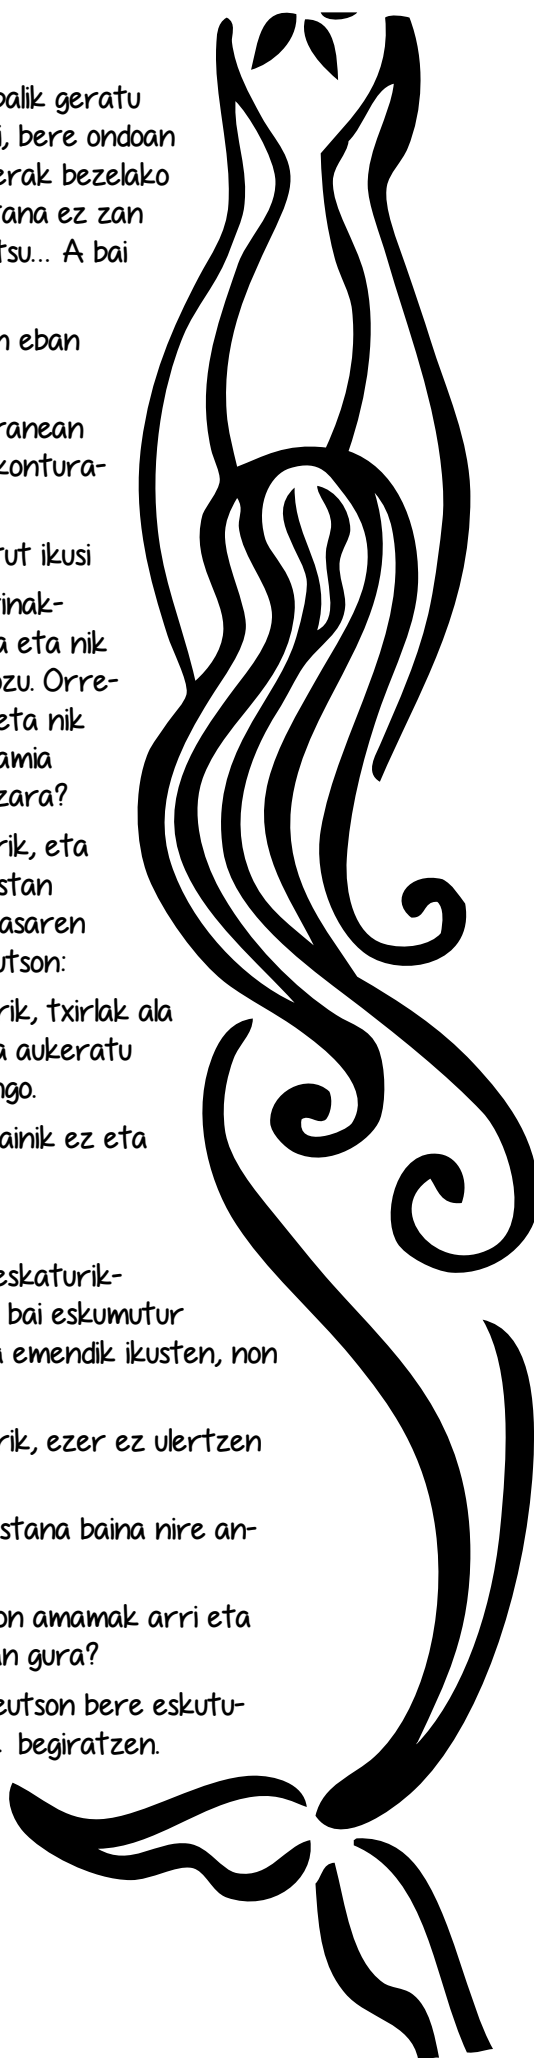 balik geratu
i, bere ondoan
erak bezelako
tana ez zan
tsu... A bai
n eban
ranean
kontura-
tut ikusi
inak-
a eta nik
ozu. Orre-
eta nik
amia
zara?
rik, eta
stan
asaren
utson:
rik, txirlak ala
a aukeratu
ngo.
ainik ez eta
eskaturik-
bai eskumutur
a emendik ikusten, non
rik, ezer ez ulertzen
stana baina nire an-
on amamak arri eta
an gura?
eutson bere eskutu-
. begiratzen.